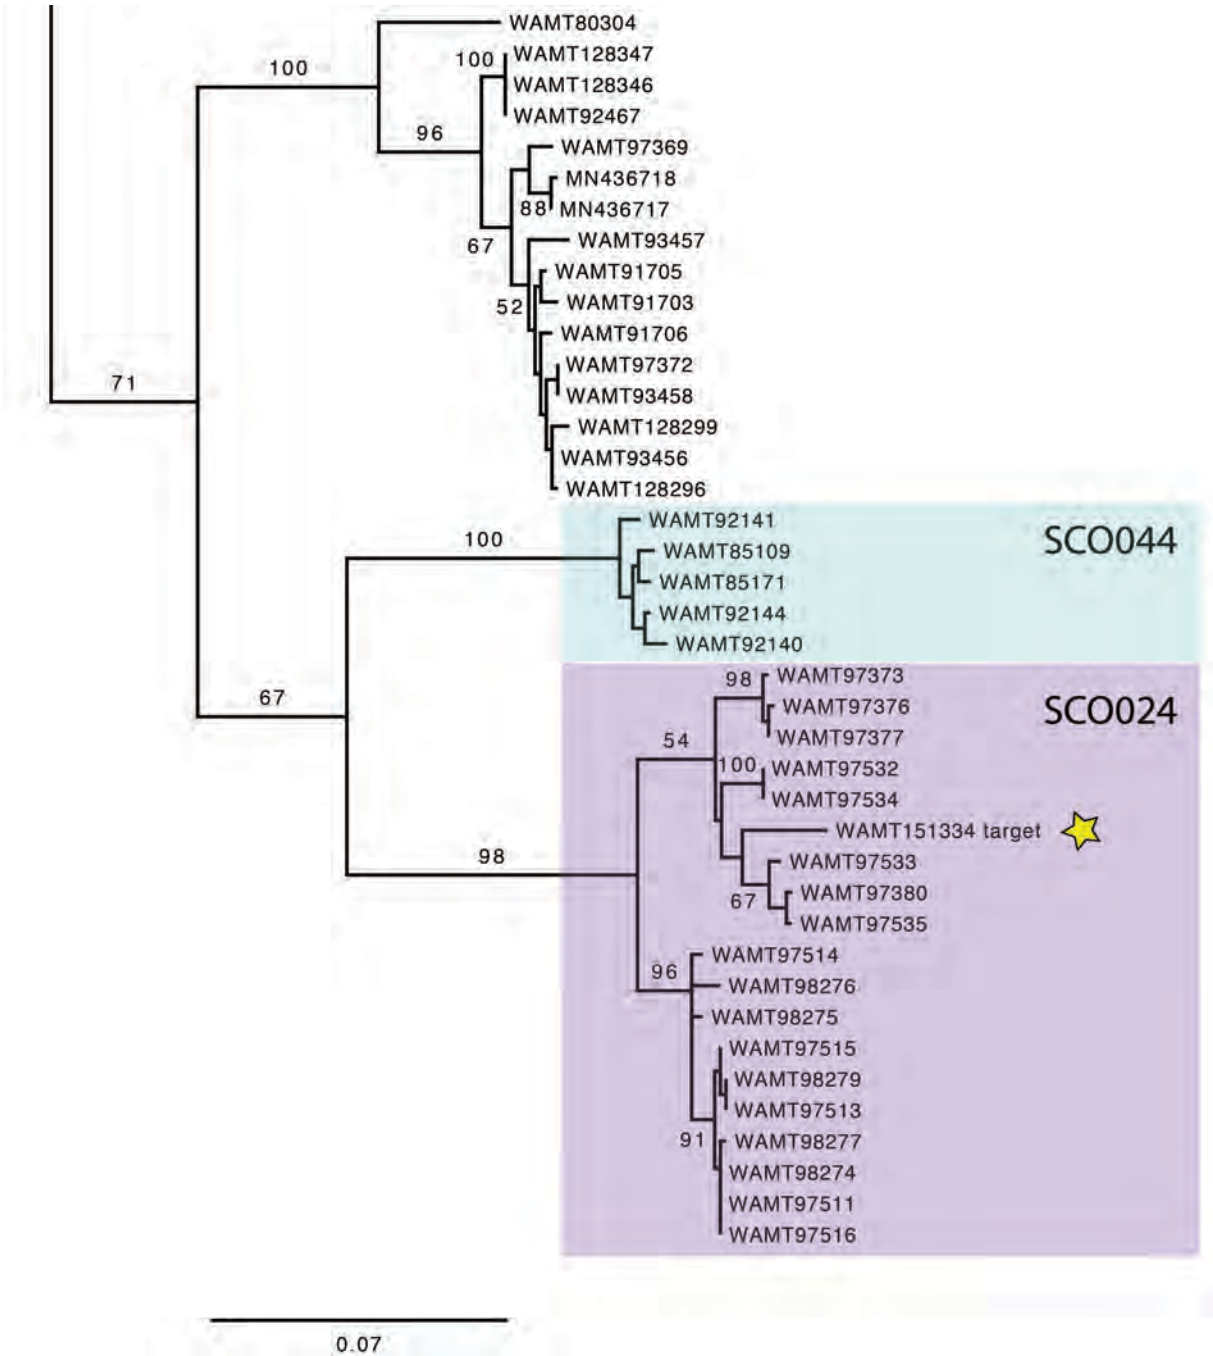 WAMT80304
100
WAMT128347
100
WAMT128346
WAMT92467
96
WAMT97369
MN436718
88
MN436717
67
WAMT93457
WAMT91705
52
WAMT91703
WAMT91706
WAMT97372
71
WAMT93458
WAMT128299
WAMT93456
WAMT128296
WAMT92141
SCO044
100
WAMT85109
WAMT85171
WAMT92144
WAMT92140
98
WAMT97373
67
WAMT97376
SCO024
54
WAMT97377
100
WAMT97532
WAMT97534
WAMT151334 target
98
WAMT97533
67
WAMT97380
WAMT97535
WAMT97514
96
WAMT98276
WAMT98275
WAMT97515
WAMT98279
WAMT97513
91
WAMT98277
WAMT98274
WAMT97511
WAMT97516
0.07